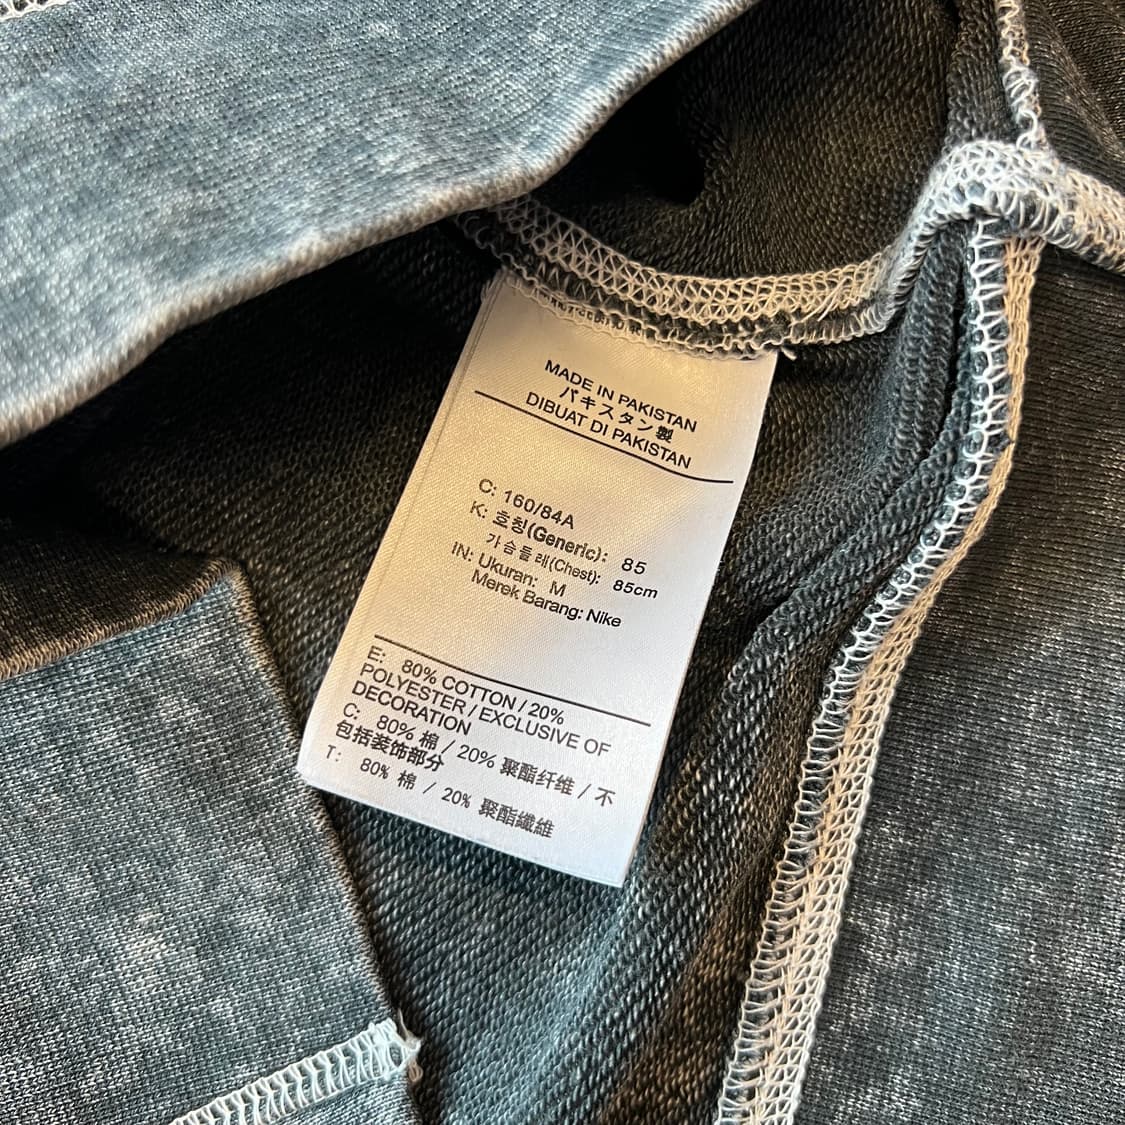 MADE IN PAKISTAN
パキスタン製
DIBUAT DI PAKISTAN
C: 160/84A
K: 호칭(Generic): 85
가슴둘레(Chest): 85cm
IN: Ukuran: M
Merek Barang: Nike
E: 80% COTTON / 20%
POLYESTER / EXCLUSIVE OF
DECORATION
C: 80% 棉 / 20% 聚酯纤维 / 不
包括装饰部分
T: 80% 棉 / 20% 聚酯纖維